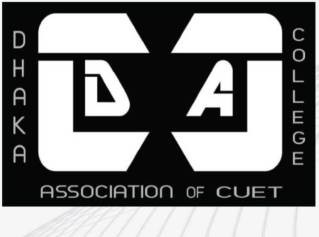 DHAKA
COLLEGE
DA
ASSOCIATION OF CUET